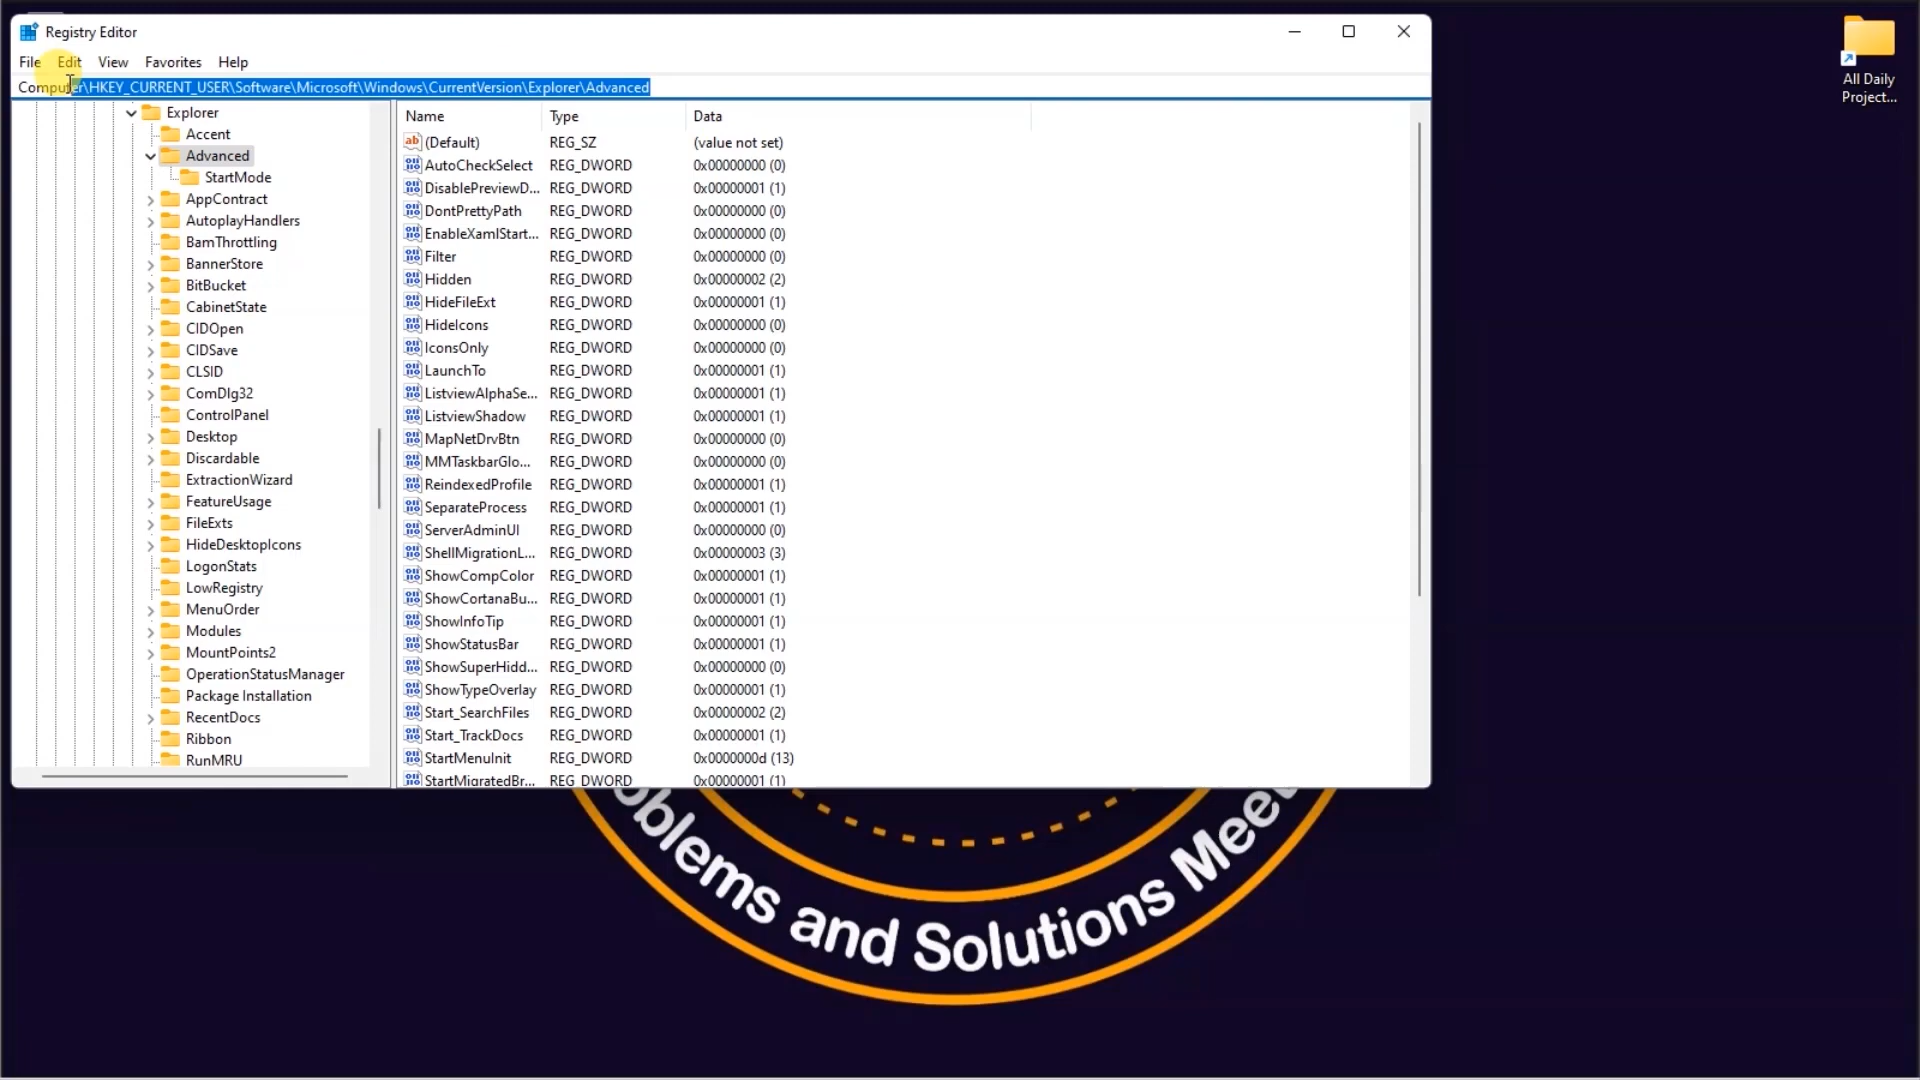 Registry Editor
File Edit View Favorites Help
Computer\HKEY_CURRENT_USER\Software\Microsoft\Windows\CurrentVersion\Explorer\Advanced
Explorer
Accent
Advanced
StartMode
AppContract
AutoplayHandlers
BamThrottling
BannerStore
BitBucket
CabinetState
CIDOpen
CIDSave
CLSID
ComDlg32
ControlPanel
Desktop
Discardable
ExtractionWizard
FeatureUsage
FileExts
HideDesktopIcons
LogonStats
LowRegistry
MenuOrder
Modules
MountPoints2
OperationStatusManager
Package Installation
RecentDocs
Ribbon
RunMRU
Name Type Data
(Default) REG_SZ (value not set)
AutoCheckSelect REG_DWORD 0x00000000 (0)
DisablePreviewD... REG_DWORD 0x00000001 (1)
DontPrettyPath REG_DWORD 0x00000000 (0)
EnableXamlStart... REG_DWORD 0x00000000 (0)
Filter REG_DWORD 0x00000000 (0)
Hidden REG_DWORD 0x00000002 (2)
HideFileExt REG_DWORD 0x00000001 (1)
HideIcons REG_DWORD 0x00000000 (0)
IconsOnly REG_DWORD 0x00000000 (0)
LaunchTo REG_DWORD 0x00000001 (1)
ListviewAlphaSe... REG_DWORD 0x00000001 (1)
ListviewShadow REG_DWORD 0x00000001 (1)
MapNetDrvBtn REG_DWORD 0x00000000 (0)
MMTaskbarGlo... REG_DWORD 0x00000000 (0)
ReindexedProfile REG_DWORD 0x00000001 (1)
SeparateProcess REG_DWORD 0x00000001 (1)
ServerAdminUI REG_DWORD 0x00000000 (0)
ShellMigrationL... REG_DWORD 0x00000003 (3)
ShowCompColor REG_DWORD 0x00000001 (1)
ShowCortanaBu... REG_DWORD 0x00000001 (1)
ShowInfoTip REG_DWORD 0x00000001 (1)
ShowStatusBar REG_DWORD 0x00000001 (1)
ShowSuperHidd... REG_DWORD 0x00000000 (0)
ShowTypeOverlay REG_DWORD 0x00000001 (1)
Start_SearchFiles REG_DWORD 0x00000002 (2)
Start_TrackDocs REG_DWORD 0x00000001 (1)
StartMenuInit REG_DWORD 0x0000000d (13)
StartMigratedBr... REG_DWORD 0x00000001 (1)
All Daily
Project...
oblems and Solutions Meet